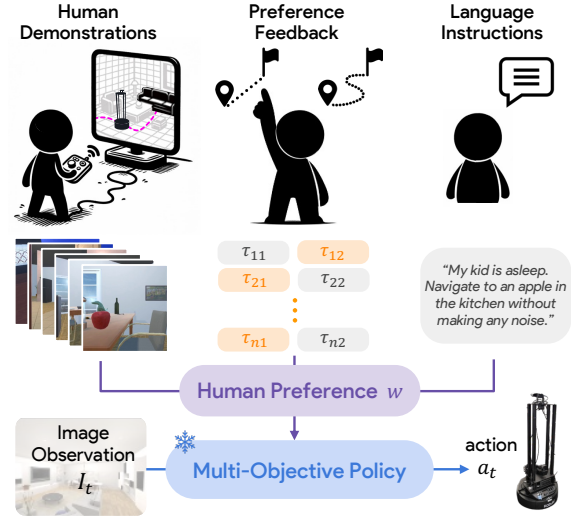 Human
Demonstrations
Preference
Feedback
Language
Instructions
τ₁₁ τ₁₂
τ₂₁ τ₂₂
τₙ₁ τₙ₂
“My kid is asleep.
Navigate to an apple in
the kitchen without
making any noise.”
Human Preference w
Image
Observation
Iₜ
Multi-Objective Policy
action
aₜ